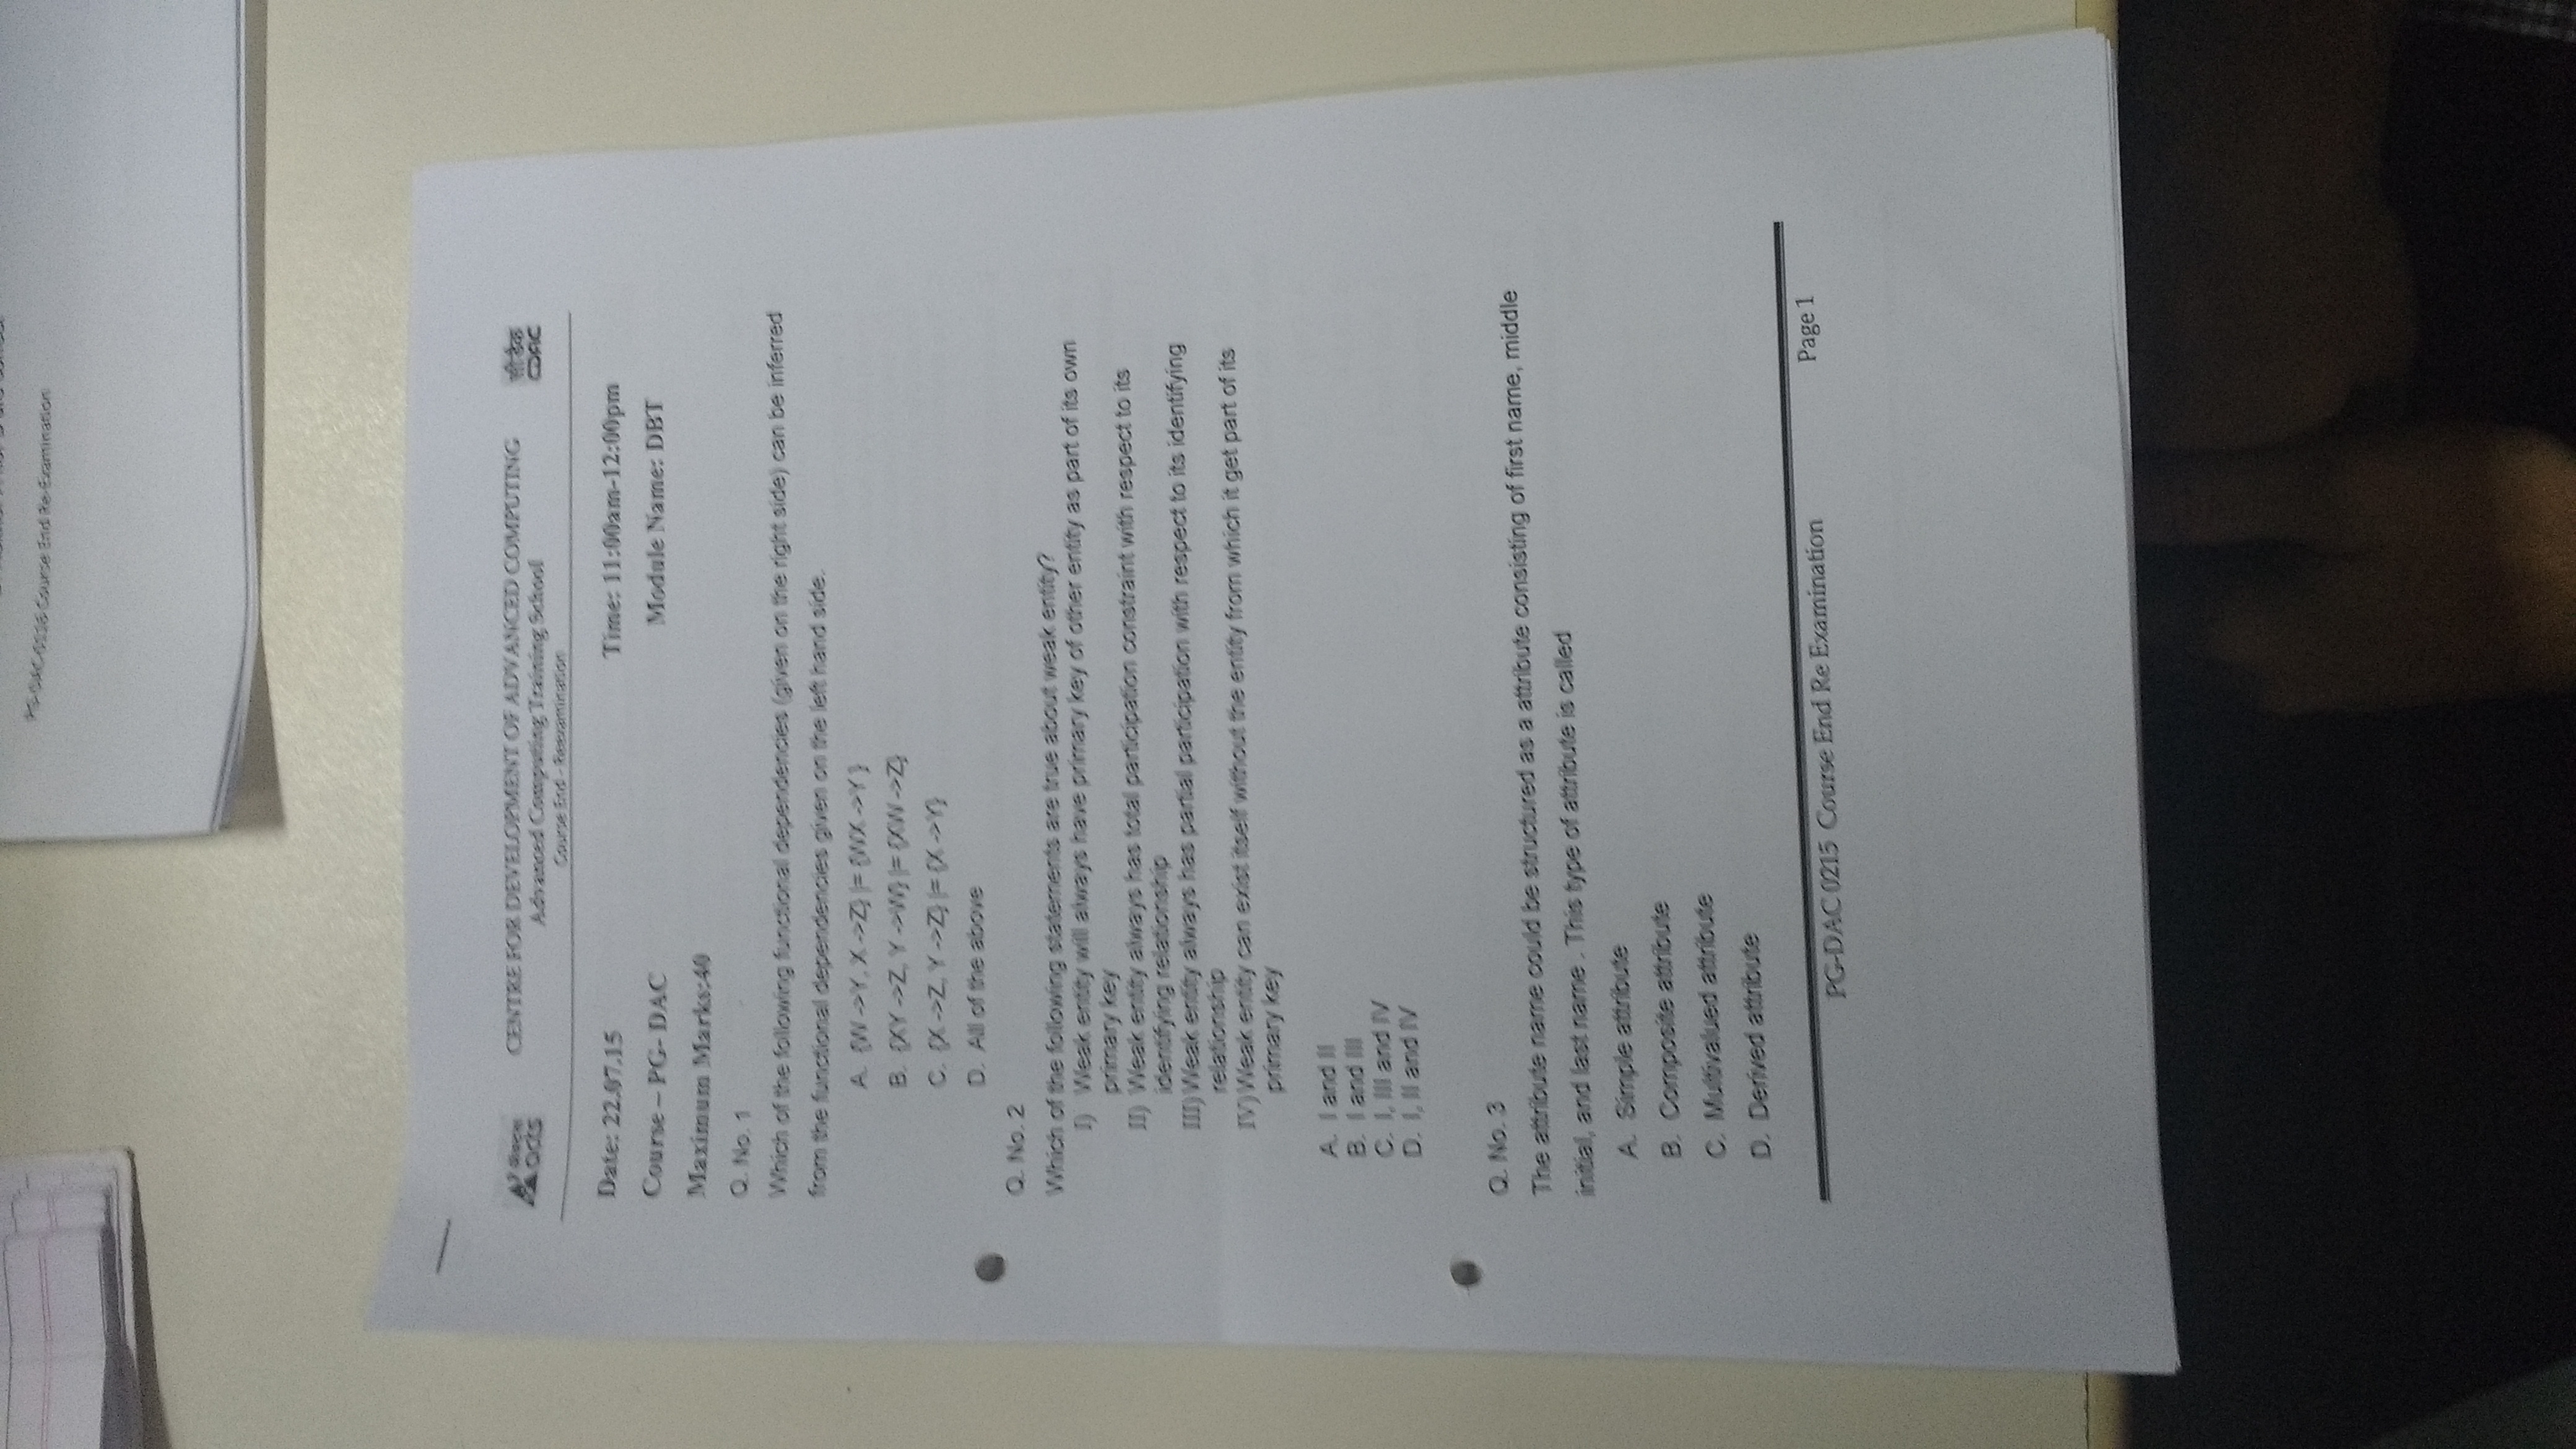 CENTRE FOR DEVELOPMENT OF ADVANCED COMPUTING
Advanced Computing Training School
Course End - Reexamination
acts
सी डैक
CDAC
Date: 22.07.15 Time: 11:00am-12:00pm
Course – PG- DAC Module Name: DBT
Maximum Marks:40
Q. No. 1
Which of the following functional dependencies (given on the right side) can be inferred
from the functional dependencies given on the left hand side.
A. {W ->Y, X ->Z} |= {WX ->Y}
B. {XY ->Z, Y ->W} |= {XW ->Z}
C. {X ->Z, Y ->Z} |= {X ->Y}
D. All of the above
Q. No. 2
Which of the following statements are true about weak entity?
I) Weak entity will always have primary key of other entity as part of its own
primary key
II) Weak entity always has total participation constraint with respect to its
identifying relationship
III) Weak entity always has partial participation with respect to its identifying
relationship
IV) Weak entity can exist itself without the entity from which it get part of its
primary key
A. I and II
B. I and III
C. I, III and IV
D. I, II and IV
Q. No. 3
The attribute name could be structured as a attribute consisting of first name, middle
initial, and last name . This type of attribute is called
A. Simple attribute
B. Composite attribute
C. Multivalued attribute
D. Derived attribute
PG-DAC 0215 Course End Re Examination Page 1
Course End Re-Examination